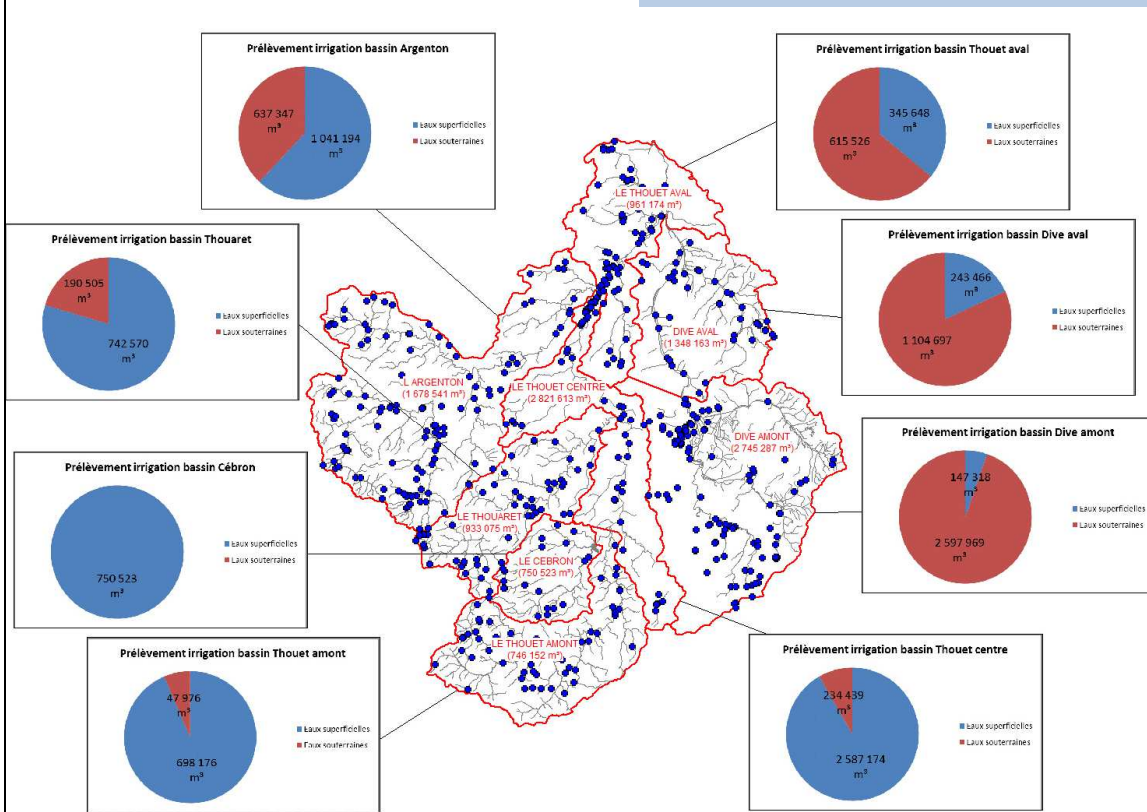 Prélèvement irrigation bassin Argenton
637 347
m³
1 041 194
m³
Eaux superficielles
Eaux souterraines
Prélèvement irrigation bassin Thouet aval
345 648
m³
615 526
m³
Eaux superficielles
Eaux souterraines
Prélèvement irrigation bassin Thouaret
190 505
m³
742 570
m³
Eaux superficielles
Eaux souterraines
Prélèvement irrigation bassin Dive aval
243 466
m³
1 104 697
m³
Eaux superficielles
Eaux souterraines
Prélèvement irrigation bassin Cébron
750 523
m³
Eaux superficielles
Eaux souterraines
Prélèvement irrigation bassin Dive amont
147 318
m³
2 597 969
m³
Eaux superficielles
Eaux souterraines
Prélèvement irrigation bassin Thouet amont
47 976
m³
698 176
m³
Eaux superficielles
Eaux souterraines
Prélèvement irrigation bassin Thouet centre
234 439
m³
2 587 174
m³
Eaux superficielles
Eaux souterraines
LE THOUET AVAL
(961 174 m³)
DIVE AVAL
(1 348 163 m³)
L ARGENTON
(1 678 541 m³)
LE THOUET CENTRE
(2 821 613 m³)
DIVE AMONT
(2 745 287 m³)
LE THOUARET
(933 075 m³)
LE CEBRON
(750 523 m³)
LE THOUET AMONT
(746 152 m³)